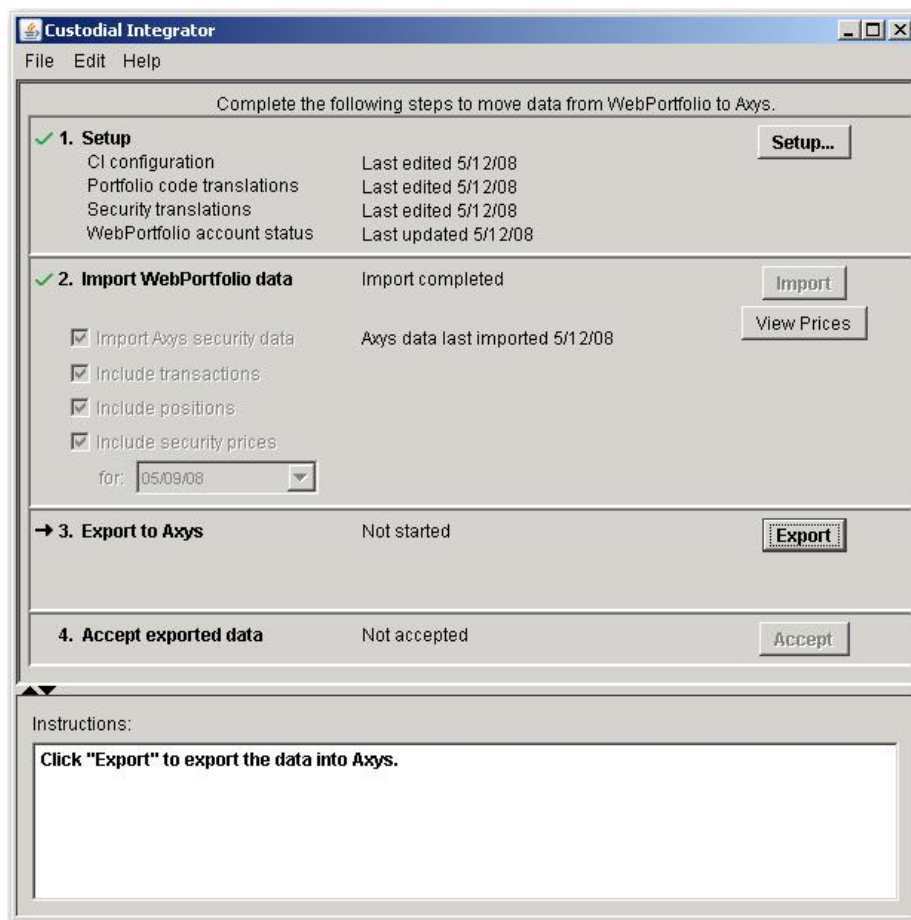 Custodial Integrator
File Edit Help
Complete the following steps to move data from WebPortfolio to Axys.
1. Setup
Setup...
CI configuration Last edited 5/12/08
Portfolio code translations Last edited 5/12/08
Security translations Last edited 5/12/08
WebPortfolio account status Last updated 5/12/08
2. Import WebPortfolio data Import completed Import
View Prices
Import Axys security data Axys data last imported 5/12/08
Include transactions
Include positions
Include security prices
for: 05/09/08
3. Export to Axys Not started Export
4. Accept exported data Not accepted Accept
Instructions:
Click "Export" to export the data into Axys.